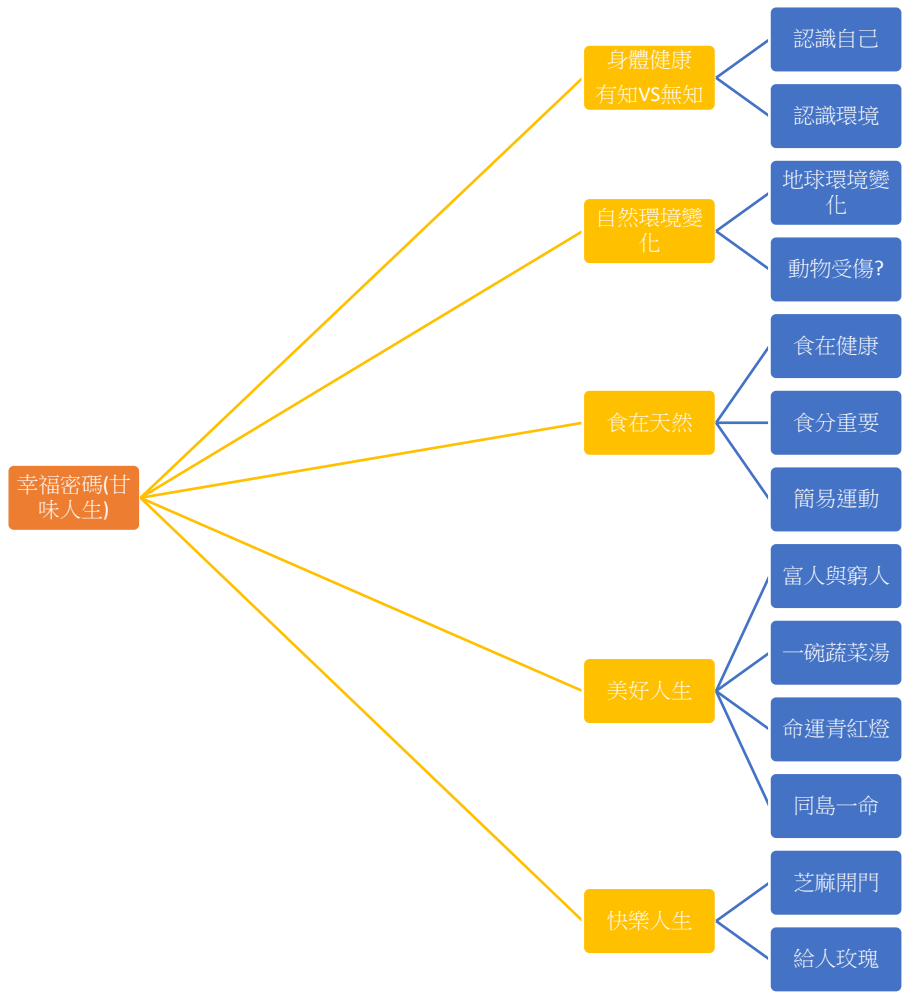 幸福密碼(甘
味人生)
身體健康
有知VS無知
認識自己
認識環境
自然環境變
化
地球環境變
化
動物受傷?
食在天然
食在健康
食分重要
簡易運動
美好人生
富人與窮人
一碗蔬菜湯
命運青紅燈
同島一命
快樂人生
芝麻開門
給人玫瑰